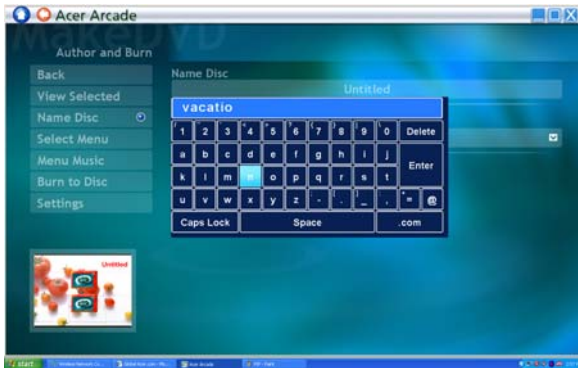 Acer Arcade
MakeDVD
Author and Burn
Back
View Selected
Name Disc
Select Menu
Menu Music
Burn to Disc
Settings
Name Disc
Untitled
vacatio
1 2 3 4 5 6 7 8 9 0 Delete
a b c d e f g h i j
Enter
k l m n o p q r s t
u v w x y z - . _ , = @
Caps Lock Space .com
Untitled
start
Acer Arcade